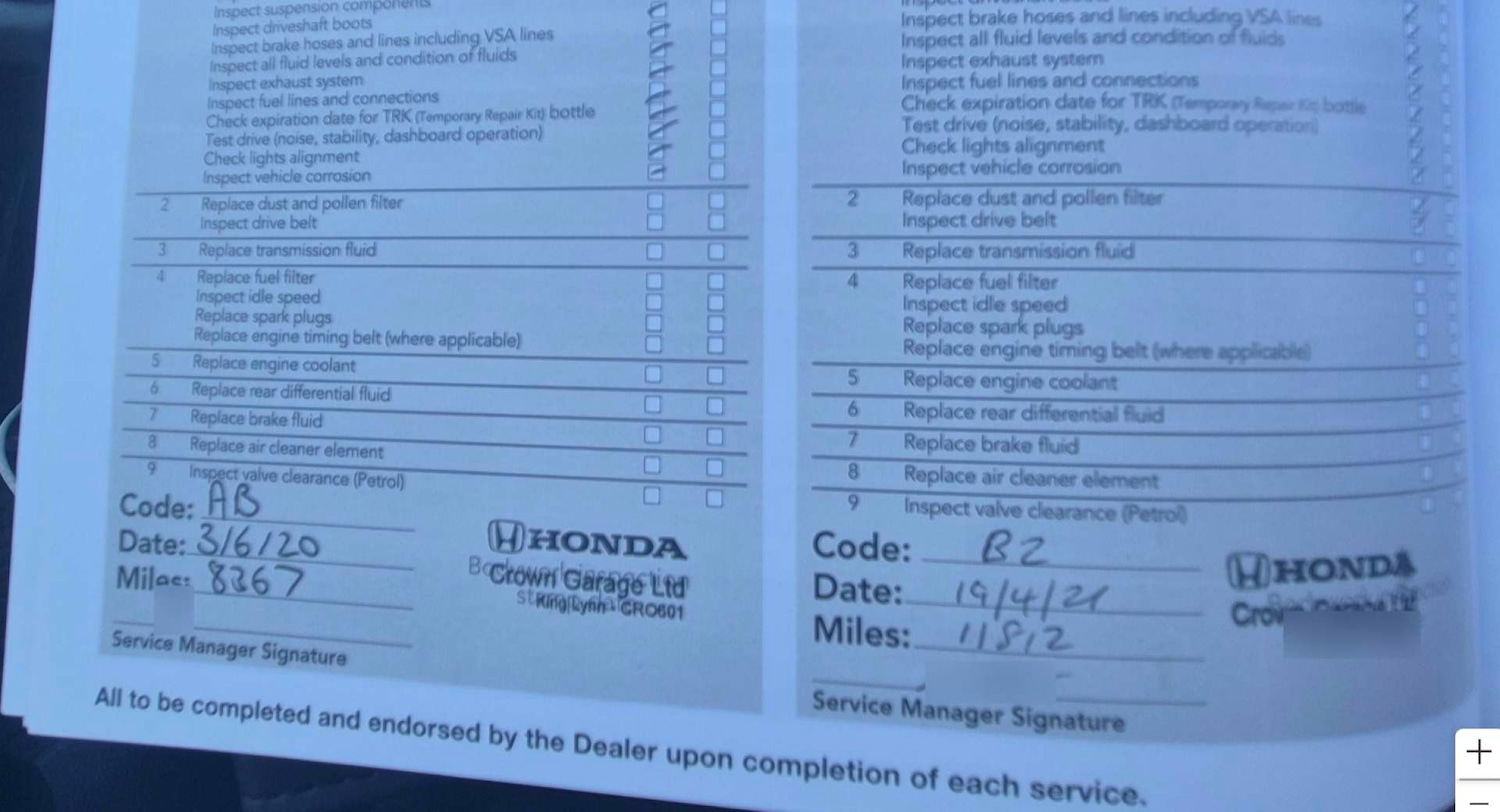 Inspect suspension components
Inspect driveshaft boots
Inspect brake hoses and lines including VSA lines
Inspect all fluid levels and condition of fluids
Inspect exhaust system
Inspect fuel lines and connections
Check expiration date for TRK (Temporary Repair Kit) bottle
Test drive (noise, stability, dashboard operation)
Check lights alignment
Inspect vehicle corrosion
2 Replace dust and pollen filter
Inspect drive belt
3 Replace transmission fluid
4 Replace fuel filter
Inspect idle speed
Replace spark plugs
Replace engine timing belt (where applicable)
5 Replace engine coolant
6 Replace rear differential fluid
7 Replace brake fluid
8 Replace air cleaner element
9 Inspect valve clearance (Petrol)
Code: AB
Date: 3/6/20
Miles: 8267
Service Manager Signature
HONDA
Crown Garage Ltd
King Lynn - GRO601
Inspect brake hoses and lines including VSA lines
Inspect all fluid levels and condition of fluids
Inspect exhaust system
Inspect fuel lines and connections
Check expiration date for TRK (Temporary Repair Kit) bottle
Test drive (noise, stability, dashboard operation)
Check lights alignment
Inspect vehicle corrosion
2 Replace dust and pollen filter
Inspect drive belt
3 Replace transmission fluid
4 Replace fuel filter
Inspect idle speed
Replace spark plugs
Replace engine timing belt (where applicable)
5 Replace engine coolant
6 Replace rear differential fluid
7 Replace brake fluid
8 Replace air cleaner element
9 Inspect valve clearance (Petrol)
Code: B2
Date: 19/4/21
Miles: 11812
Service Manager Signature
HONDA
All to be completed and endorsed by the Dealer upon completion of each service.